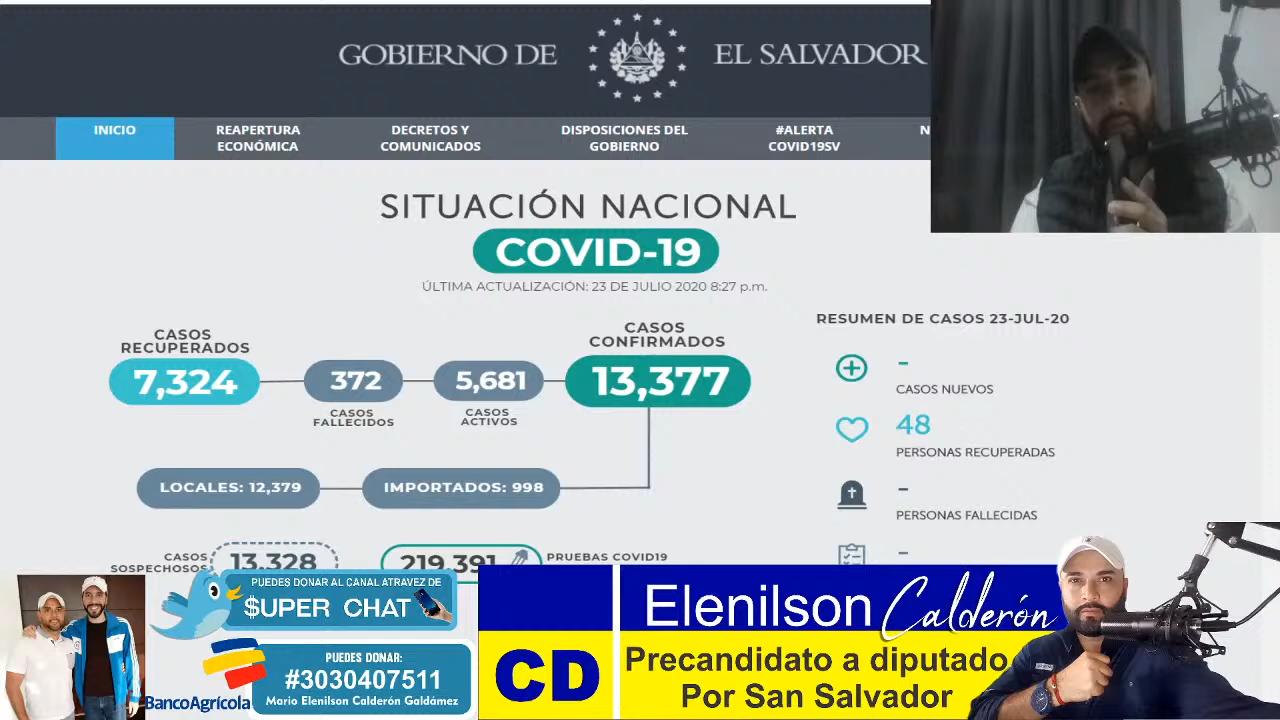 GOBIERNO DE EL SALVADOR
INICIO
REAPERTURA
ECONÓMICA
DECRETOS Y
COMUNICADOS
DISPOSICIONES DEL
GOBIERNO
#ALERTA
COVID19SV
N
SITUACIÓN NACIONAL
COVID-19
ÚLTIMA ACTUALIZACIÓN: 23 DE JULIO 2020 8:27 p.m.
CASOS
RECUPERADOS
7,324
372
CASOS
FALLECIDOS
5,681
CASOS
ACTIVOS
CASOS
CONFIRMADOS
13,377
LOCALES: 12,379
IMPORTADOS: 998
CASOS
SOSPECHOSOS
13,328
219,391
PRUEBAS COVID19
RESUMEN DE CASOS 23-JUL-20
-
CASOS NUEVOS
48
PERSONAS RECUPERADAS
-
PERSONAS FALLECIDAS
-
PUEDES DONAR AL CANAL ATRAVEZ DE
$UPER CHAT
BancoAgrícola
PUEDES DONAR:
#3030407511
Mario Elenilson Calderón Galdámez
CD
Elenilson Calderón
Precandidato a diputado
Por San Salvador